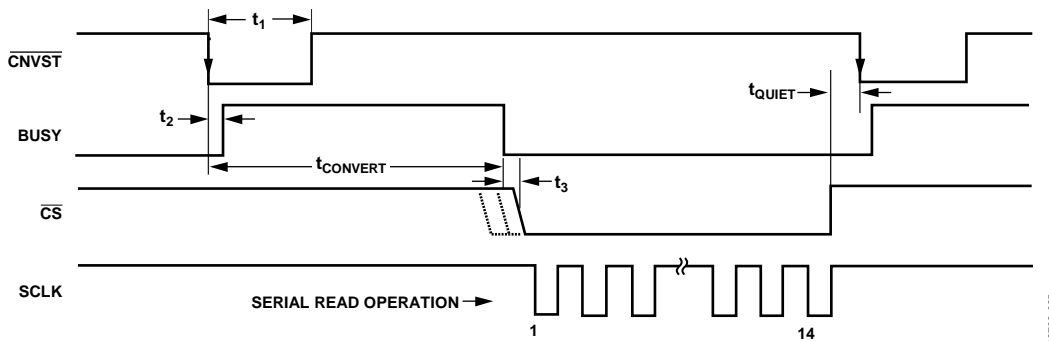 t1
CNVST
tQUIET
t2
BUSY
tCONVERT
t3
CS
SCLK
SERIAL READ OPERATION
1
14